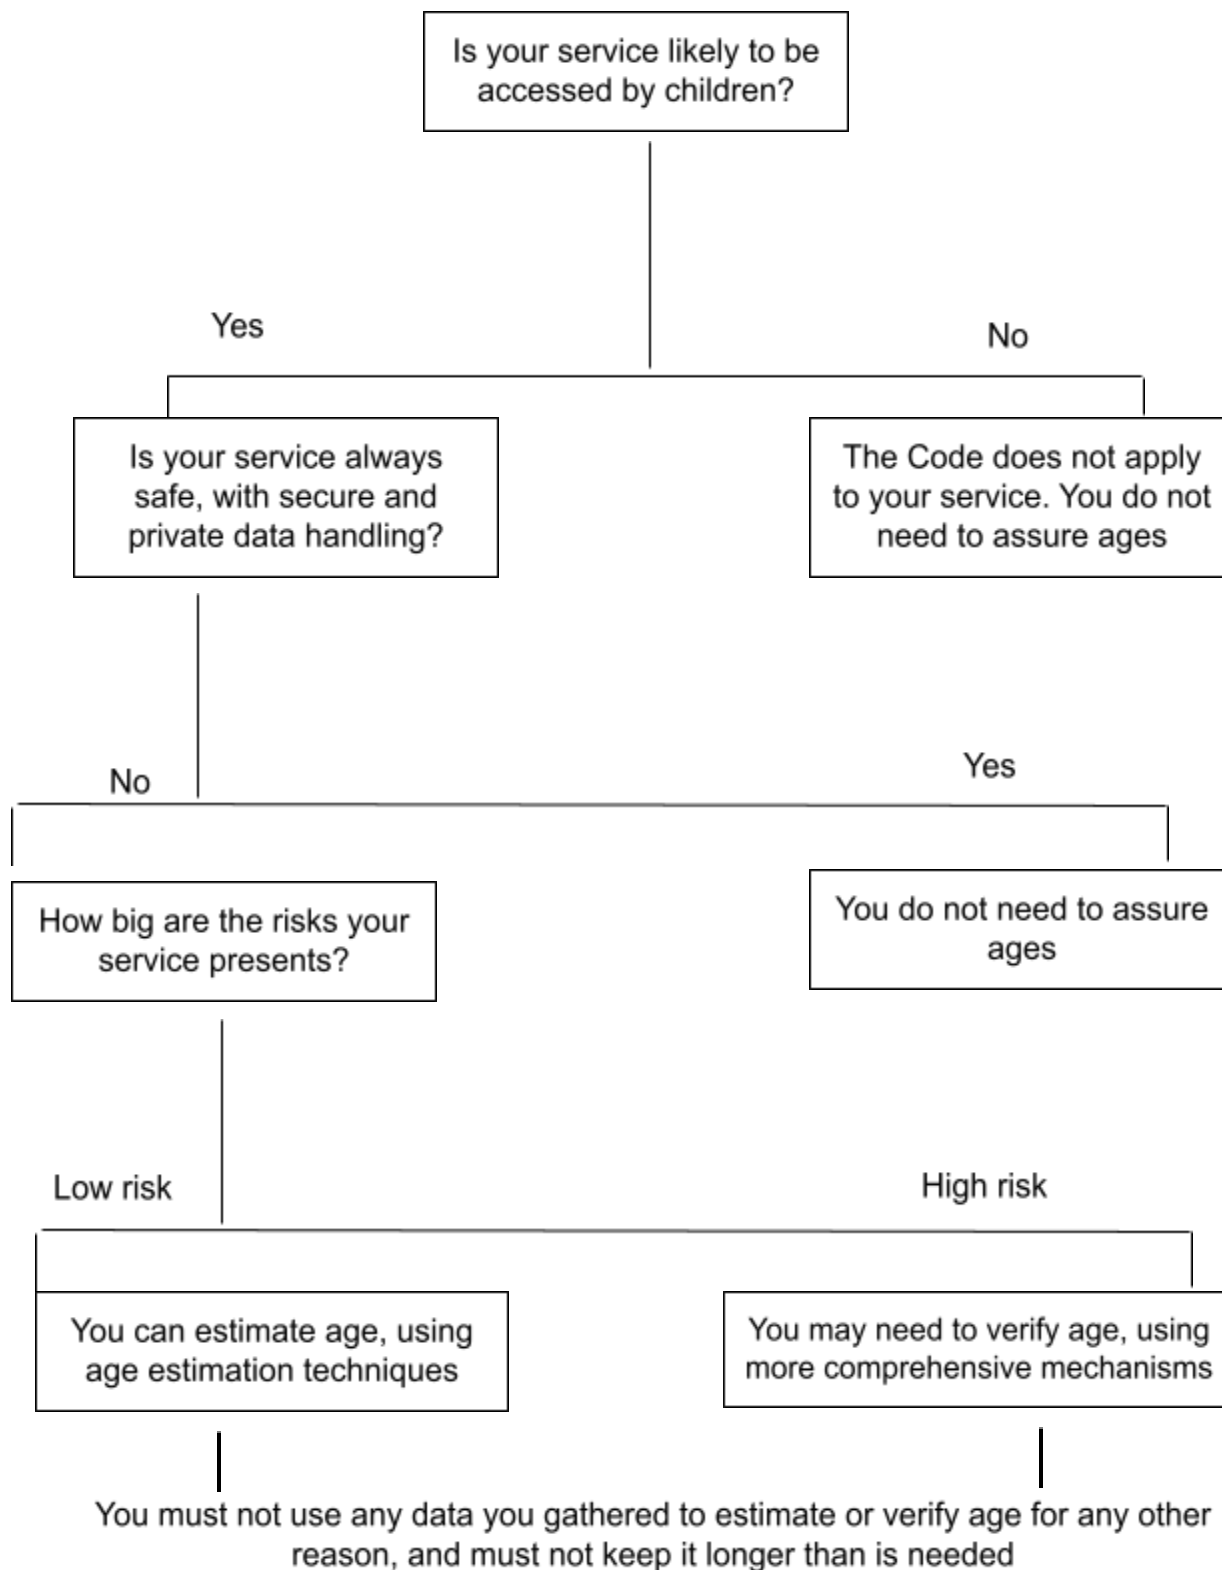 Is your service likely to be
accessed by children?
Yes
No
Is your service always
safe, with secure and
private data handling?
The Code does not apply
to your service. You do not
need to assure ages
No
Yes
How big are the risks your
service presents?
You do not need to assure
ages
Low risk
High risk
You can estimate age, using
age estimation techniques
You may need to verify age, using
more comprehensive mechanisms
You must not use any data you gathered to estimate or verify age for any other
reason, and must not keep it longer than is needed